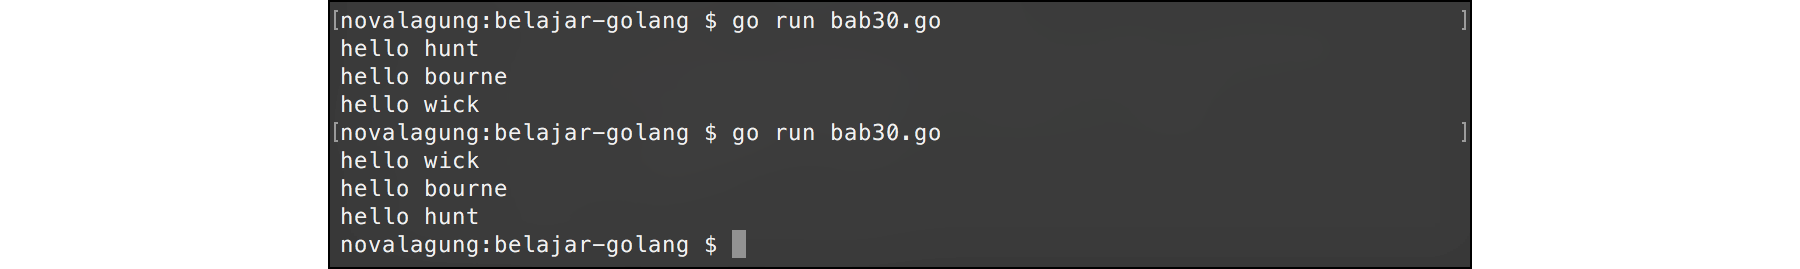 [novalagung:belajar-golang $ go run bab30.go ]
hello hunt
hello bourne
hello wick
[novalagung:belajar-golang $ go run bab30.go ]
hello wick
hello bourne
hello hunt
novalagung:belajar-golang $